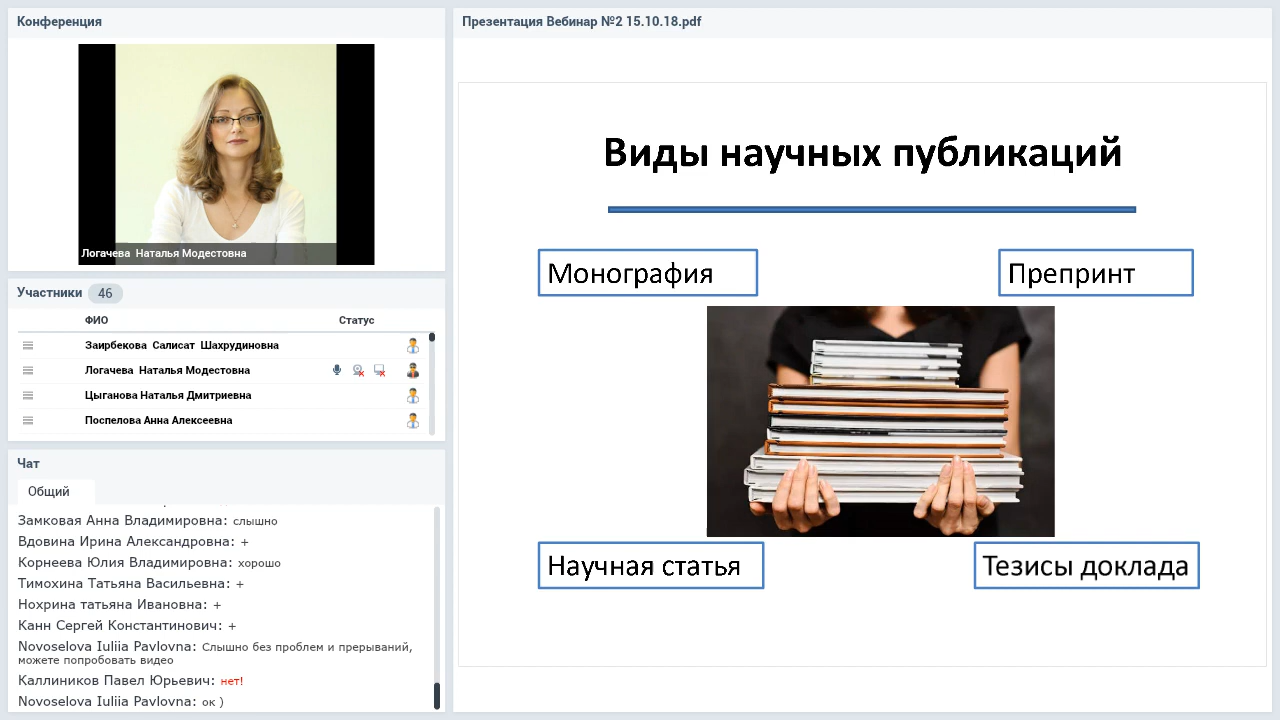 Конференция
Логачева Наталья Модестовна
Участники 46
ФИО Статус
Заирбекова Салисат Шахрудиновна
Логачева Наталья Модестовна
Цыганова Наталья Дмитриевна
Поспелова Анна Алексеевна
Чат
Общий
Замковая Анна Владимировна: слышно
Вдовина Ирина Александровна: +
Корнеева Юлия Владимировна: хорошо
Тимохина Татьяна Васильевна: +
Нохрина татьяна Ивановна: +
Канн Сергей Константинович: +
Novoselova Iuliia Pavlovna: Слышно без проблем и прерываний,
можете попробовать видео
Каллиников Павел Юрьевич: нет!
Novoselova Iuliia Pavlovna: ок )
Презентация Вебинар №2 15.10.18.pdf
Виды научных публикаций
Монография
Препринт
Научная статья
Тезисы доклада